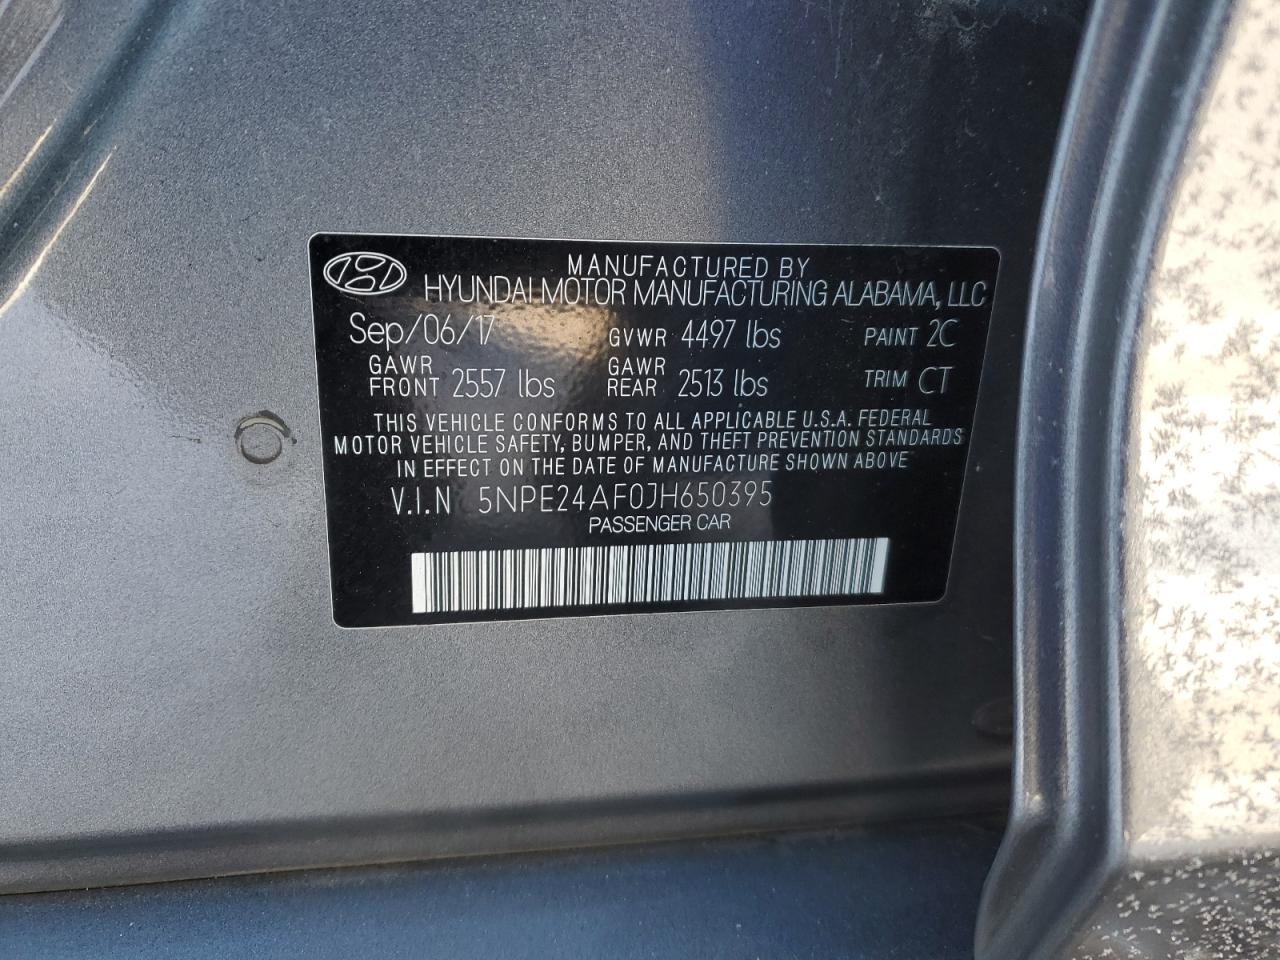 MANUFACTURED BY
HYUNDAI MOTOR MANUFACTURING ALABAMA, LLC
Sep/06/17 GVWR 4497 lbs PAINT 2C
GAWR FRONT 2557 lbs GAWR REAR 2513 lbs TRIM CT
THIS VEHICLE CONFORMS TO ALL APPLICABLE U.S.A. FEDERAL
MOTOR VEHICLE SAFETY, BUMPER, AND THEFT PREVENTION STANDARDS
IN EFFECT ON THE DATE OF MANUFACTURE SHOWN ABOVE
V.I.N 5NPE24AF0JH650395
PASSENGER CAR